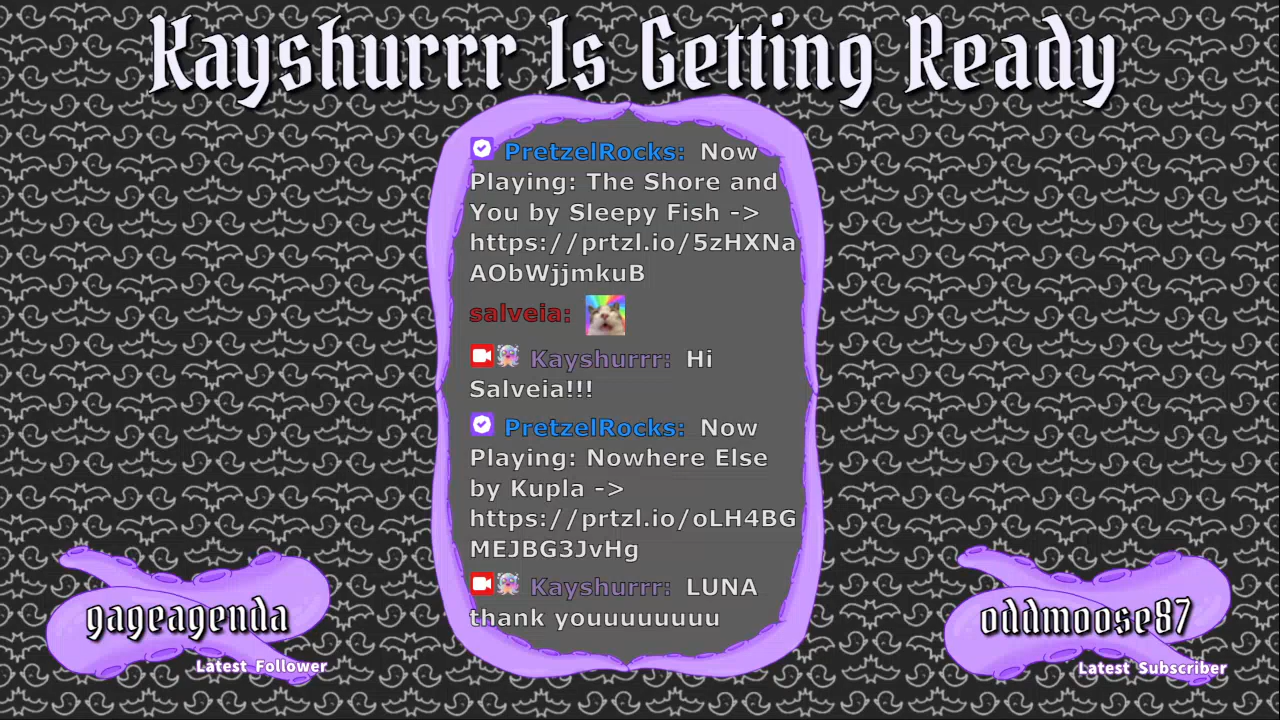 Kayshurrr Is Getting Ready
PretzelRocks: Now
Playing: The Shore and
You by Sleepy Fish ->
https://prtzl.io/5zHXNa
AObWjjmkuB
salveia:
Kayshurrr: Hi
Salveia!!!
PretzelRocks: Now
Playing: Nowhere Else
by Kupla ->
https://prtzl.io/oLH4BG
MEJBG3JvHg
Kayshurrr: LUNA
thank youuuuuuuu
gageagenda
Latest Follower
oddmoose87
Latest Subscriber